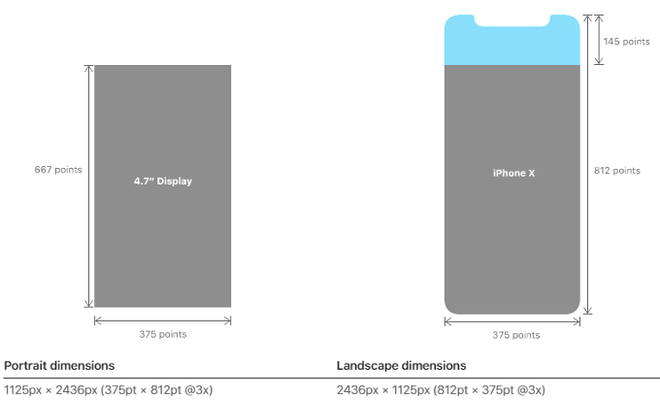 145 points
667 points
4.7" Display
iPhone X
812 points
375 points
375 points
Portrait dimensions
Landscape dimensions
1125px × 2436px (375pt × 812pt @3x)
2436px × 1125px (812pt × 375pt @3x)